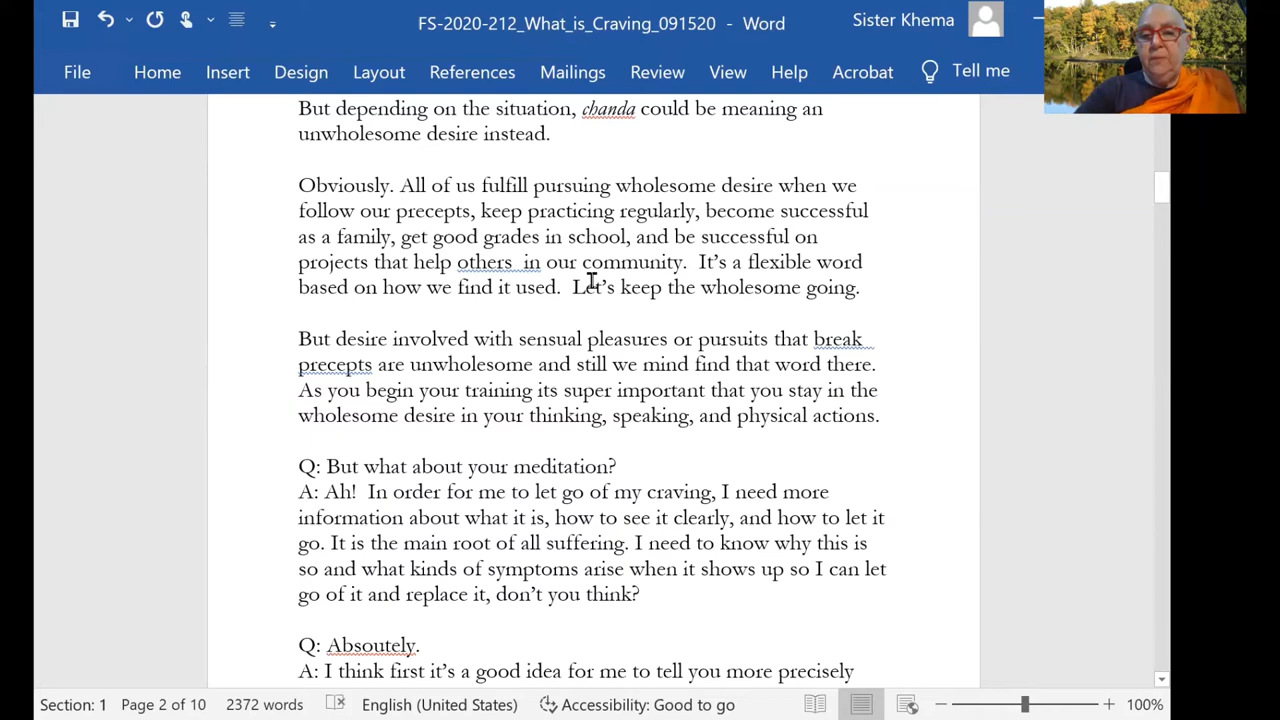 FS-2020-212_What_is_Craving_091520 - Word
Sister Khema
File Home Insert Design Layout References Mailings Review View Help Acrobat Tell me
But depending on the situation, chanda could be meaning an
unwholesome desire instead.
Obviously. All of us fulfill pursuing wholesome desire when we
follow our precepts, keep practicing regularly, become successful
as a family, get good grades in school, and be successful on
projects that help others  in our community.  It's a flexible word
based on how we find it used.  Let's keep the wholesome going.
But desire involved with sensual pleasures or pursuits that break
precepts are unwholesome and still we mind find that word there.
As you begin your training its super important that you stay in the
wholesome desire in your thinking, speaking, and physical actions.
Q: But what about your meditation?
A: Ah!  In order for me to let go of my craving, I need more
information about what it is, how to see it clearly, and how to let it
go. It is the main root of all suffering. I need to know why this is
so and what kinds of symptoms arise when it shows up so I can let
go of it and replace it, don't you think?
Q: Absoutely.
A: I think first it's a good idea for me to tell you more precisely
Section: 1 Page 2 of 10 2372 words English (United States) Accessibility: Good to go 100%